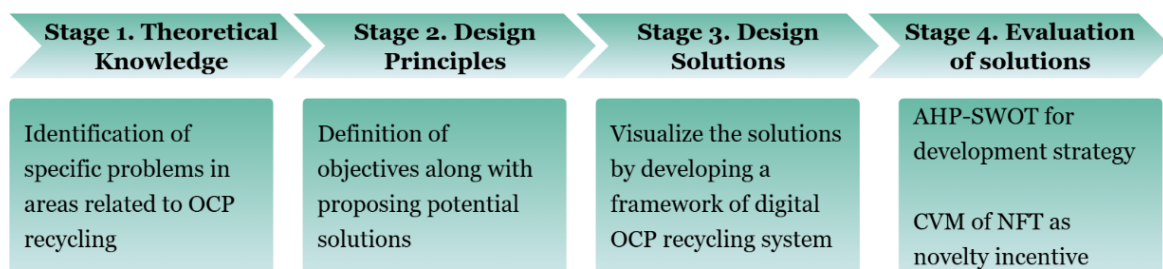 Stage 1. Theoretical
Knowledge
Stage 2. Design
Principles
Stage 3. Design
Solutions
Stage 4. Evaluation
of solutions
Identification of
specific problems in
areas related to OCP
recycling
Definition of
objectives along with
proposing potential
solutions
Visualize the solutions
by developing a
framework of digital
OCP recycling system
AHP-SWOT for
development strategy
CVM of NFT as
novelty incentive